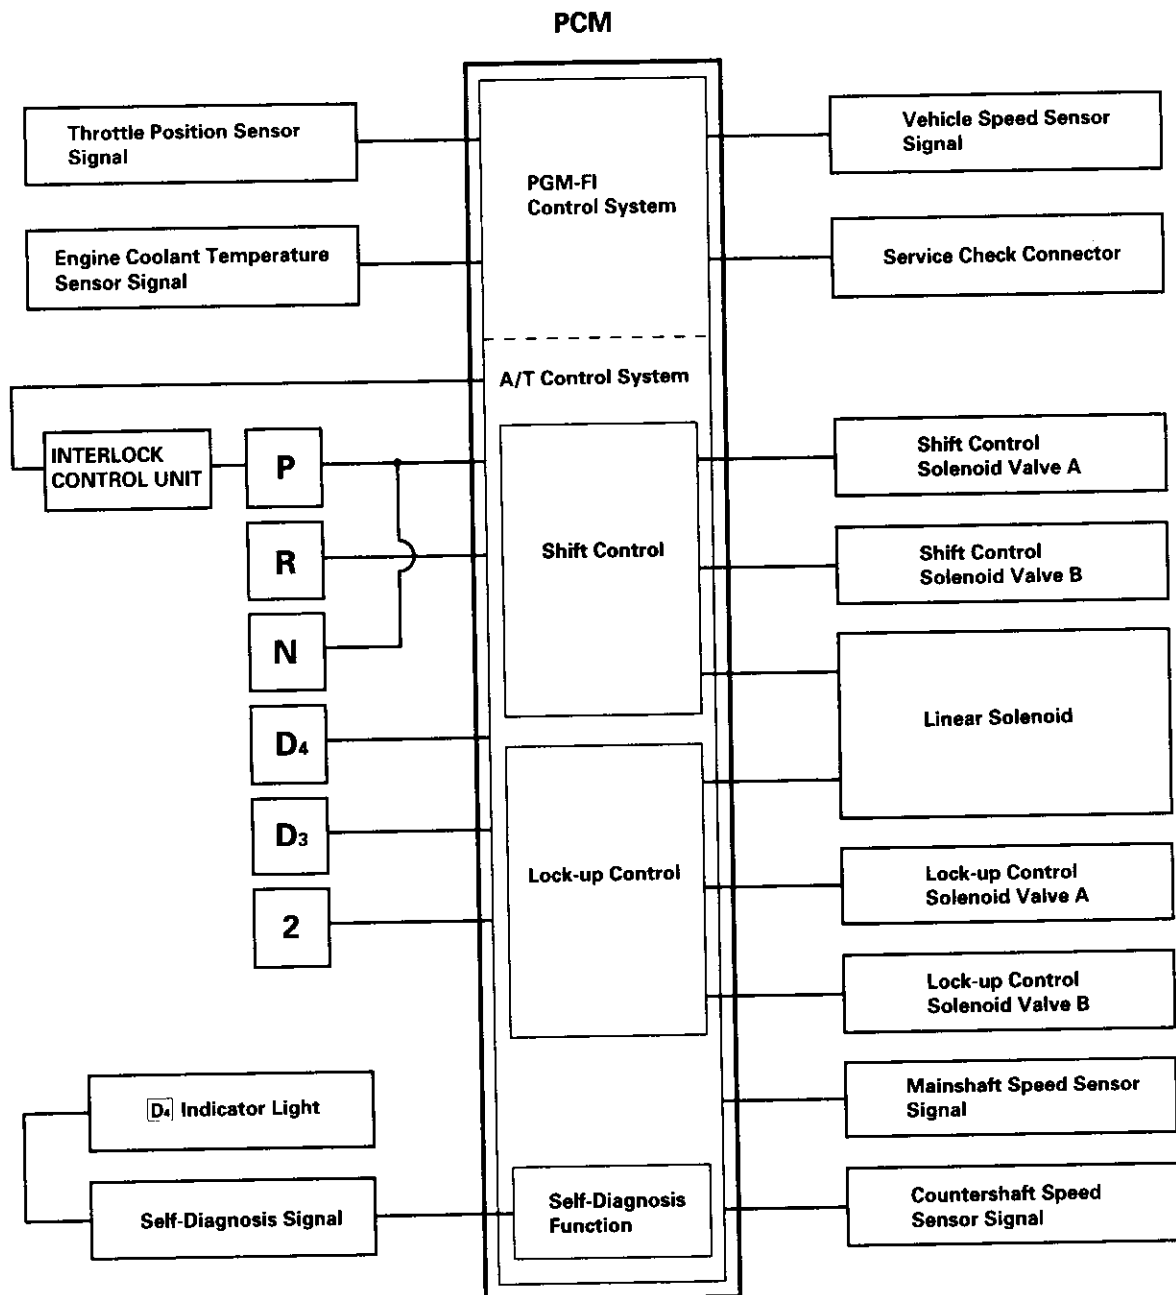 PCM
Throttle Position Sensor
Signal
Engine Coolant Temperature
Sensor Signal
PGM-FI
Control System
Vehicle Speed Sensor
Signal
Service Check Connector
A/T Control System
INTERLOCK
CONTROL UNIT
P
R
N
D4
D3
2
Shift Control
Lock-up Control
Shift Control
Solenoid Valve A
Shift Control
Solenoid Valve B
Linear Solenoid
Lock-up Control
Solenoid Valve A
Lock-up Control
Solenoid Valve B
Mainshaft Speed Sensor
Signal
D4 Indicator Light
Self-Diagnosis Signal
Self-Diagnosis
Function
Countershaft Speed
Sensor Signal